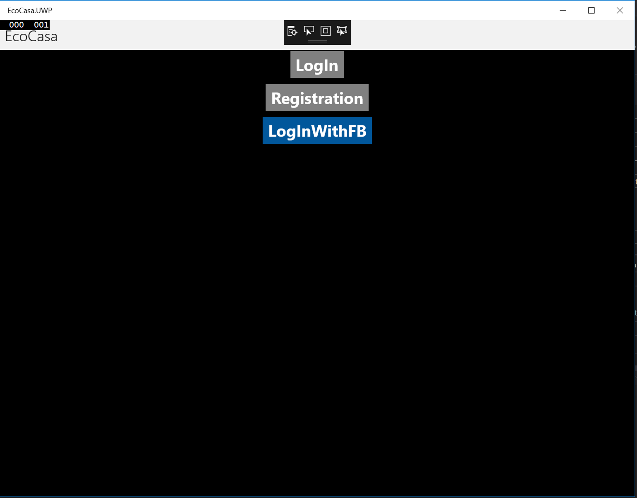 EcoCasa.UWP
000 001
EcoCasa
LogIn
Registration
LogInWithFB